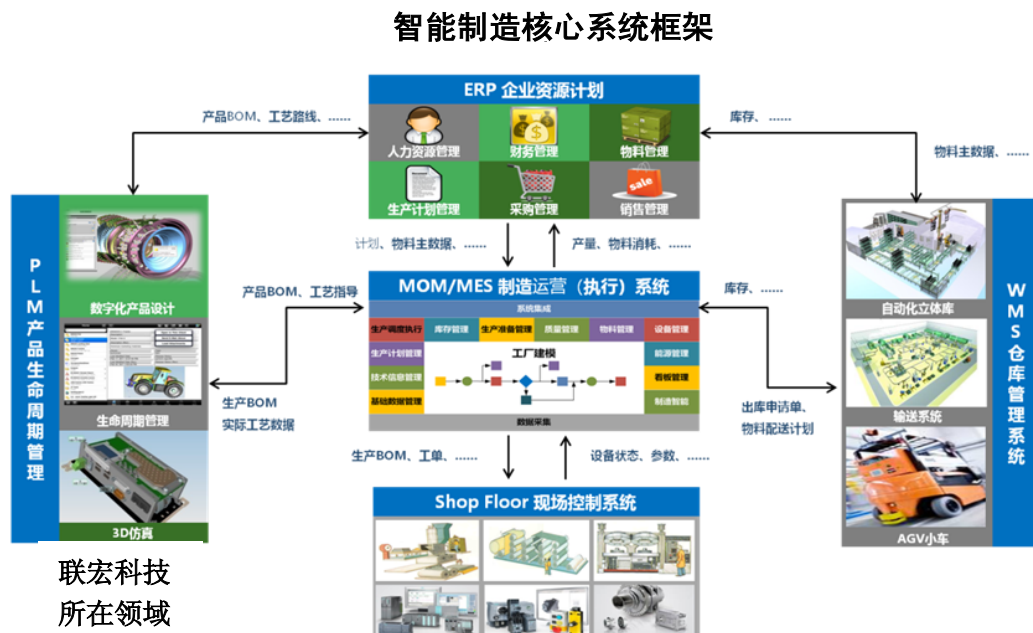 智能制造核心系统框架
ERP 企业资源计划
人力资源管理
财务管理
物料管理
生产计划管理
采购管理
销售管理
sale
产品BOM、工艺路线、……
库存、……
物料主数据、……
计划、物料主数据、……
产量、物料消耗、……
PLM产品生命周期管理
数字化产品设计
生命周期管理
3D仿真
联宏科技
所在领域
产品BOM、工艺指导
生产BOM
实际工艺数据
MOM/MES 制造运营（执行）系统
系统集成
生产调度执行
库存管理
生产准备管理
质量管理
物料管理
设备管理
生产计划管理
技术信息管理
基础数据管理
工厂建模
能源管理
看板管理
制造智能
数据采集
库存、……
出库申请单、
物料配送计划
WMS仓库管理系统
自动化立体库
输送系统
AGV小车
生产BOM、工单、……
设备状态、参数、……
Shop Floor 现场控制系统